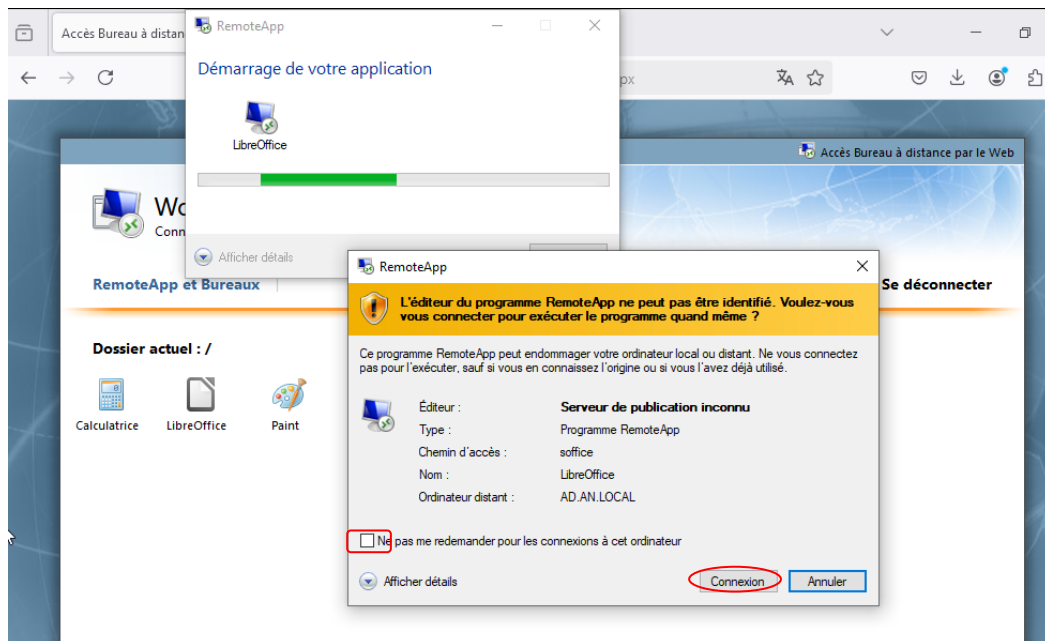 Accès Bureau à distan
RemoteApp
Démarrage de votre application
px
LibreOffice
Accès Bureau à distance par le Web
Afficher détails
RemoteApp et Bureaux
Se déconnecter
RemoteApp
L'éditeur du programme RemoteApp ne peut pas être identifié. Voulez-vous
vous connecter pour exécuter le programme quand même ?
Dossier actuel : /
Calculatrice
LibreOffice
Paint
Ce programme RemoteApp peut endommager votre ordinateur local ou distant. Ne vous connectez
pas pour l'exécuter, sauf si vous en connaissez l'origine ou si vous l'avez déjà utilisé.
Éditeur : Serveur de publication inconnu
Type : Programme RemoteApp
Chemin d'accès : soffice
Nom : LibreOffice
Ordinateur distant : AD.AN.LOCAL
Ne pas me redemander pour les connexions à cet ordinateur
Afficher détails
Connexion
Annuler